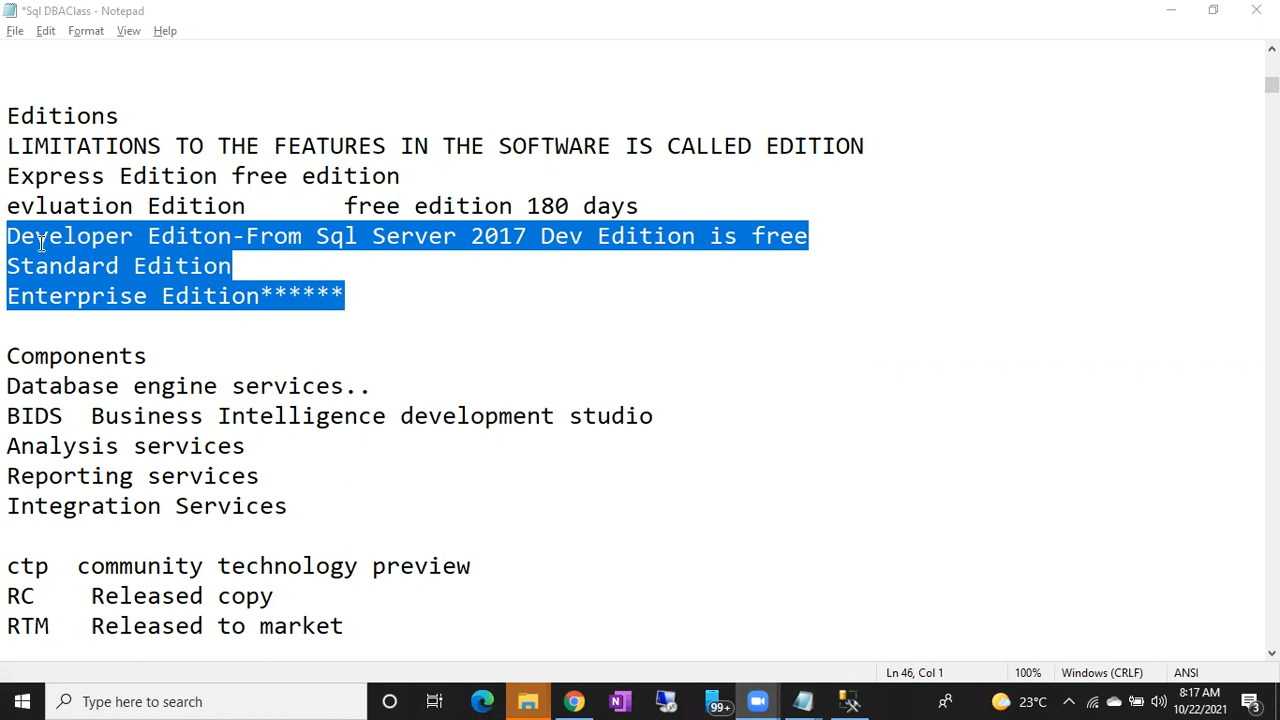 *Sql DBAClass - Notepad
File Edit Format View Help
Editions
LIMITATIONS TO THE FEATURES IN THE SOFTWARE IS CALLED EDITION
Express Edition free edition
evluation Edition free edition 180 days
Developer Editon-From Sql Server 2017 Dev Edition is free
Standard Edition
Enterprise Edition******
Components
Database engine services..
BIDS Business Intelligence development studio
Analysis services
Reporting services
Integration Services
ctp community technology preview
RC Released copy
RTM Released to market
Ln 46, Col 1 100% Windows (CRLF) ANSI
Type here to search 99+ 23°C 8:17 AM
10/22/2021 3